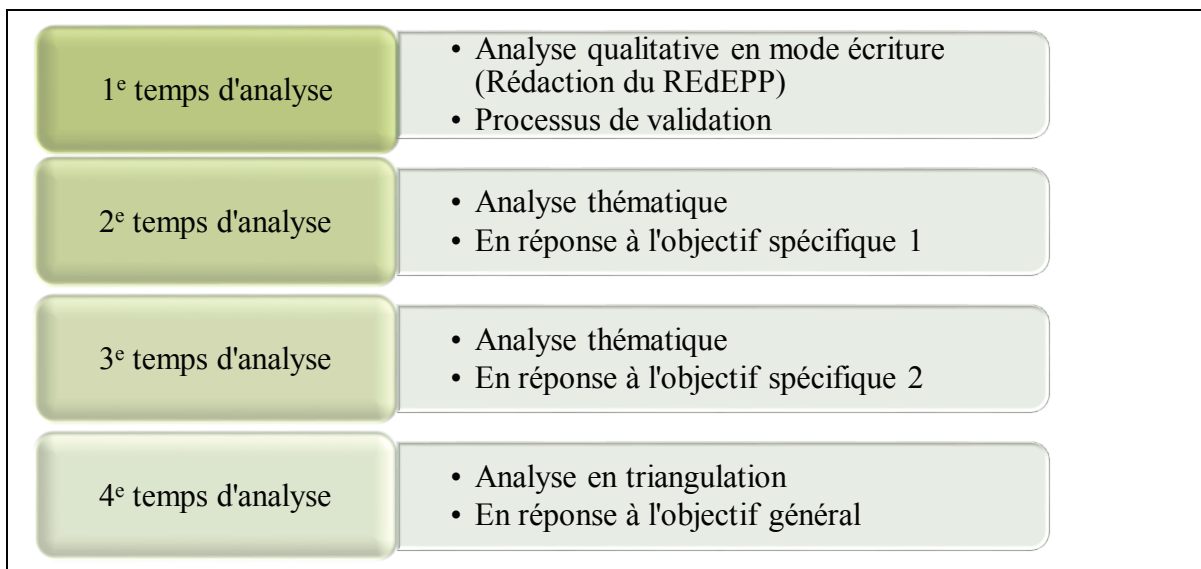 1e temps d'analyse
• Analyse qualitative en mode écriture
(Rédaction du REdEPP)
• Processus de validation
2e temps d'analyse
• Analyse thématique
• En réponse à l'objectif spécifique 1
3e temps d'analyse
• Analyse thématique
• En réponse à l'objectif spécifique 2
4e temps d'analyse
• Analyse en triangulation
• En réponse à l'objectif général